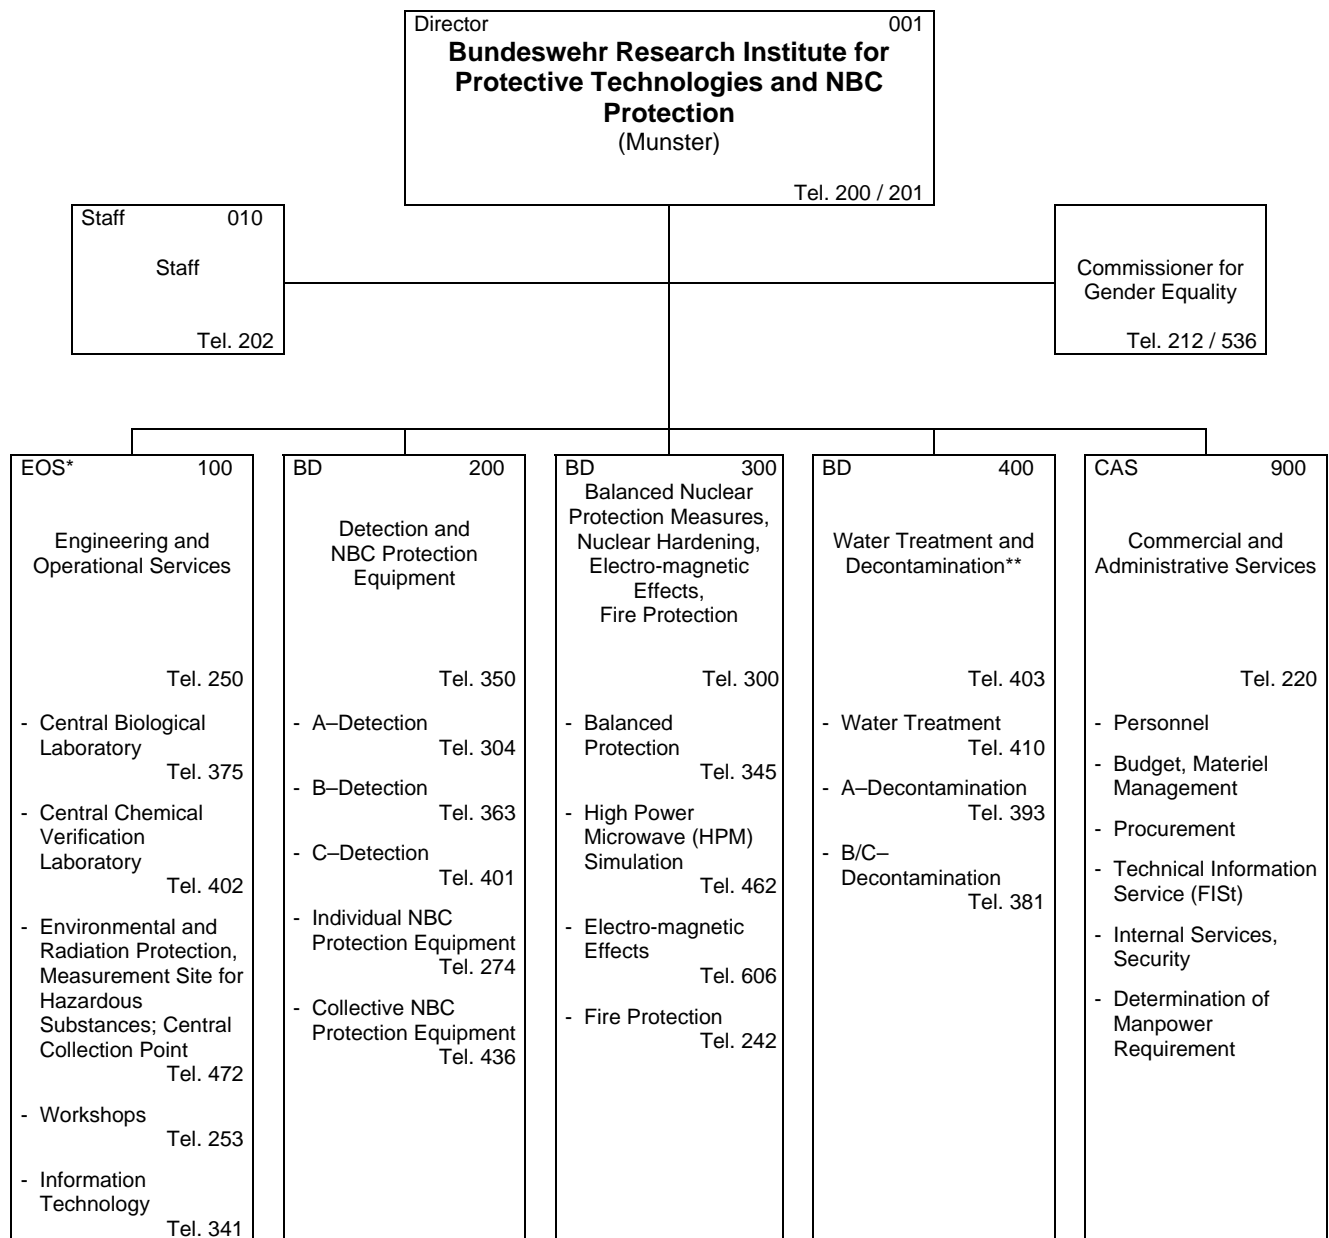 Director 001
Bundeswehr Research Institute for
Protective Technologies and NBC
Protection
(Munster)
Tel. 200 / 201
Staff 010
Staff
Tel. 202
Commissioner for
Gender Equality
Tel. 212 / 536
EOS* 100
Engineering and
Operational Services
Tel. 250
- Central Biological
Laboratory
Tel. 375
- Central Chemical
Verification
Laboratory
Tel. 402
- Environmental and
Radiation Protection,
Measurement Site for
Hazardous
Substances; Central
Collection Point
Tel. 472
- Workshops
Tel. 253
- Information
Technology
Tel. 341
BD 200
Detection and
NBC Protection
Equipment
Tel. 350
- A–Detection
Tel. 304
- B–Detection
Tel. 363
- C–Detection
Tel. 401
- Individual NBC
Protection Equipment
Tel. 274
- Collective NBC
Protection Equipment
Tel. 436
BD 300
Balanced Nuclear
Protection Measures,
Nuclear Hardening,
Electro-magnetic
Effects,
Fire Protection
Tel. 300
- Balanced
Protection
Tel. 345
- High Power
Microwave (HPM)
Simulation
Tel. 462
- Electro-magnetic
Effects
Tel. 606
- Fire Protection
Tel. 242
BD 400
Water Treatment and
Decontamination**
Tel. 403
- Water Treatment
Tel. 410
- A–Decontamination
Tel. 393
- B/C–
Decontamination
Tel. 381
CAS 900
Commercial and
Administrative Services
Tel. 220
- Personnel
- Budget, Materiel
Management
- Procurement
- Technical Information
Service (FISt)
- Internal Services,
Security
- Determination of
Manpower
Requirement